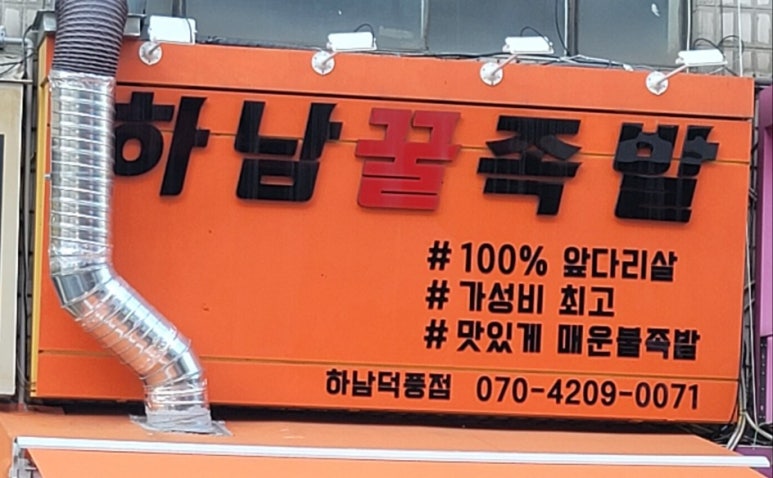 하남꿀족발
# 100% 앞다리살
# 가성비 최고
# 맛있게 매운불족발
하남덕풍점 070-4209-0071